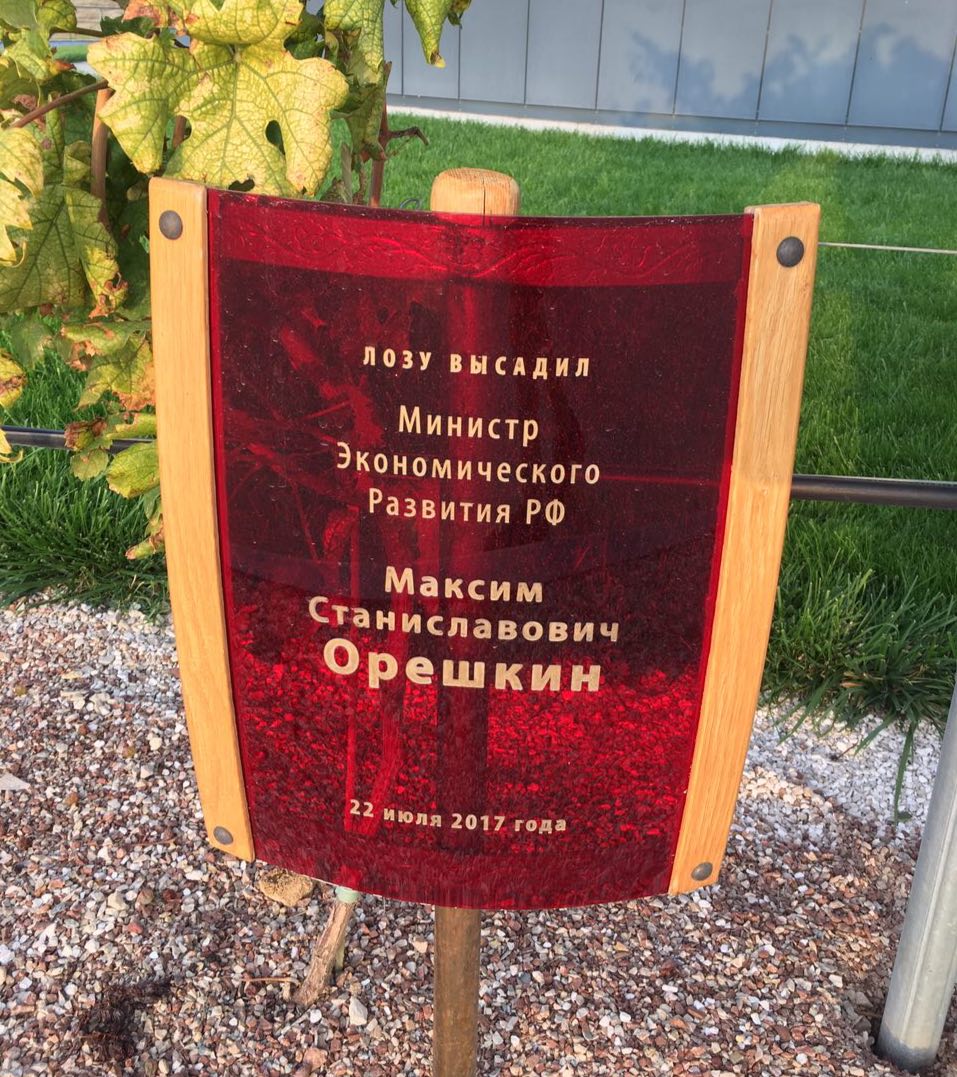 ЛОЗУ ВЫСАДИЛ
Министр
Экономического
Развития РФ
Максим
Станиславович
Орешкин
22 июля 2017 года